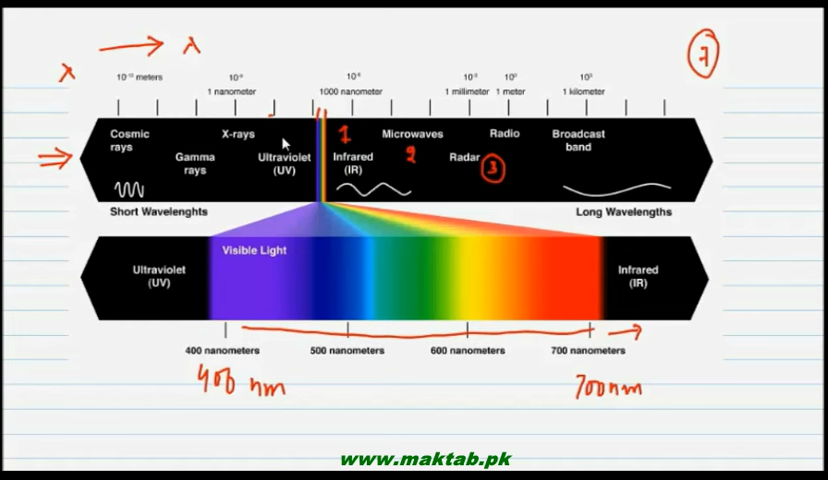 λ → λ
7
10⁻¹² meters 10⁻⁹ 10⁻⁶ 10⁻³ 10⁰ 10³
1 nanometer 1000 nanometer 1 millimeter 1 meter 1 kilometer
Cosmic rays X-rays 1 Microwaves Radio Broadcast band
Gamma rays Ultraviolet (UV) Infrared (IR) 2 Radar 3
Short Wavelenghts Long Wavelengths
Visible Light
Ultraviolet (UV) Infrared (IR)
400 nanometers 500 nanometers 600 nanometers 700 nanometers
400 nm 700nm
www.maktab.pk